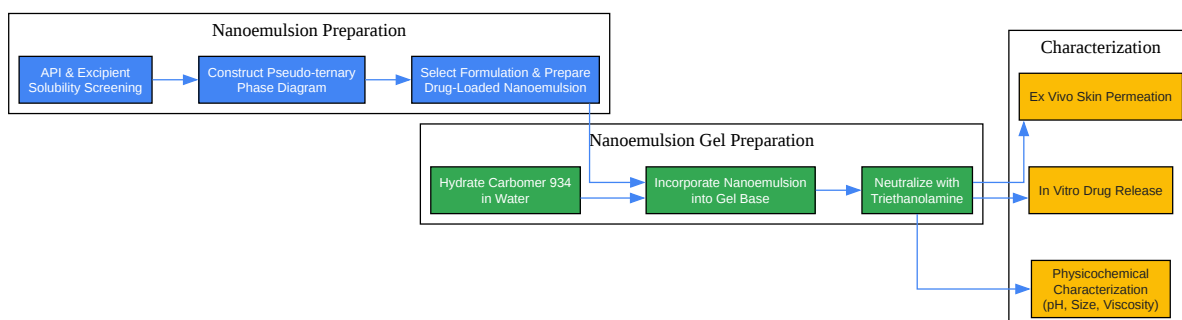 Nanoemulsion Preparation
API & Excipient
Solubility Screening
Construct Pseudo-ternary
Phase Diagram
Select Formulation & Prepare
Drug-Loaded Nanoemulsion
Nanoemulsion Gel Preparation
Hydrate Carbomer 934
in Water
Incorporate Nanoemulsion
into Gel Base
Neutralize with
Triethanolamine
Characterization
Ex Vivo Skin Permeation
In Vitro Drug Release
Physicochemical
Characterization
(pH, Size, Viscosity)